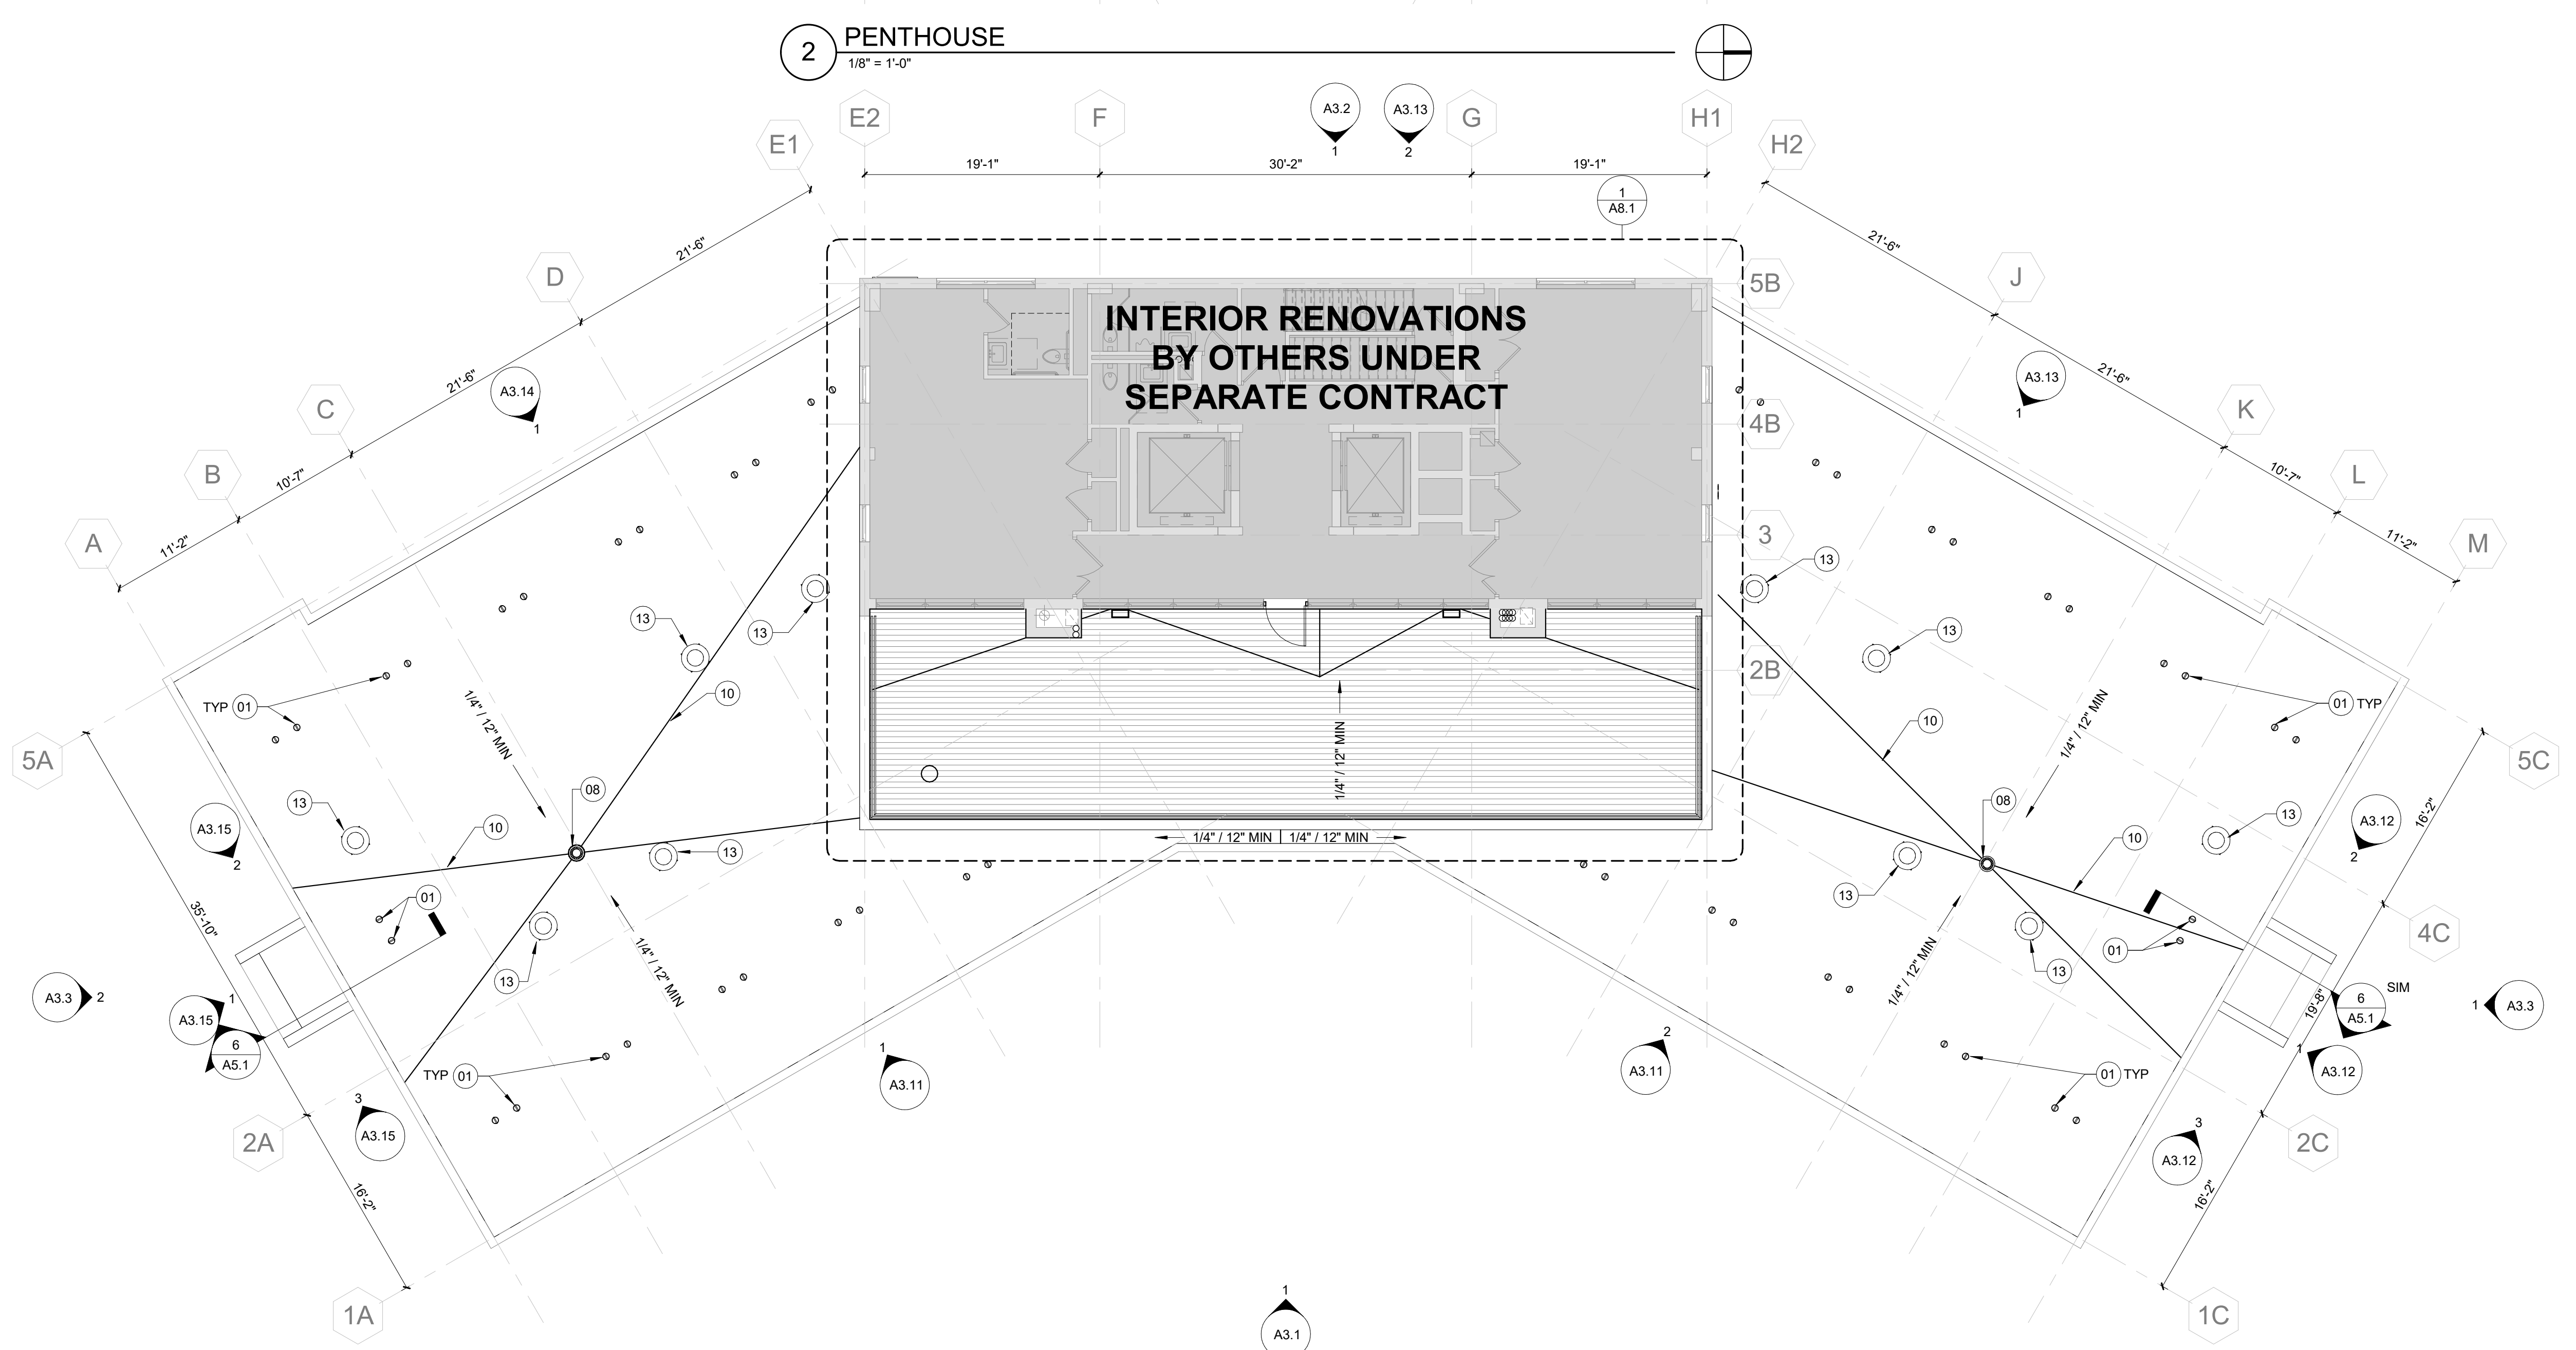 2
PENTHOUSE
1/8" = 1'-0"
A3.2
1
A3.13
2
E1
E2
F
G
H1
H2
19'-1"
30'-2"
19'-1"
1
A8.1
21'-6"
21'-6"
D
5B
J
INTERIOR RENOVATIONS
BY OTHERS UNDER
SEPARATE CONTRACT
21'-6"
A3.14
1
21'-6"
A3.13
1
C
4B
K
10'-7"
10'-7"
B
L
11'-2"
11'-2"
A
3
M
13
13
13
13
13
2B
10
10
TYP 01
01 TYP
1/4" / 12" MIN
1/4" / 12" MIN
1/4" / 12" MIN
5A
5C
08
08
13
13
A3.15
2
A3.12
2
16'-2"
10
10
1/4" / 12" MIN
1/4" / 12" MIN
13
13
01
01
35'-10"
4C
1/4" / 12" MIN
1/4" / 12" MIN
13
13
A3.3
2
1
A3.3
A3.15
1
6
A5.1
SIM
6
A5.1
19'-8"
1
A3.11
2
A3.11
1
A3.12
TYP 01
01 TYP
3
A3.15
3
A3.12
2A
2C
16'-2"
16'-2"
1A
1C
1
A3.1